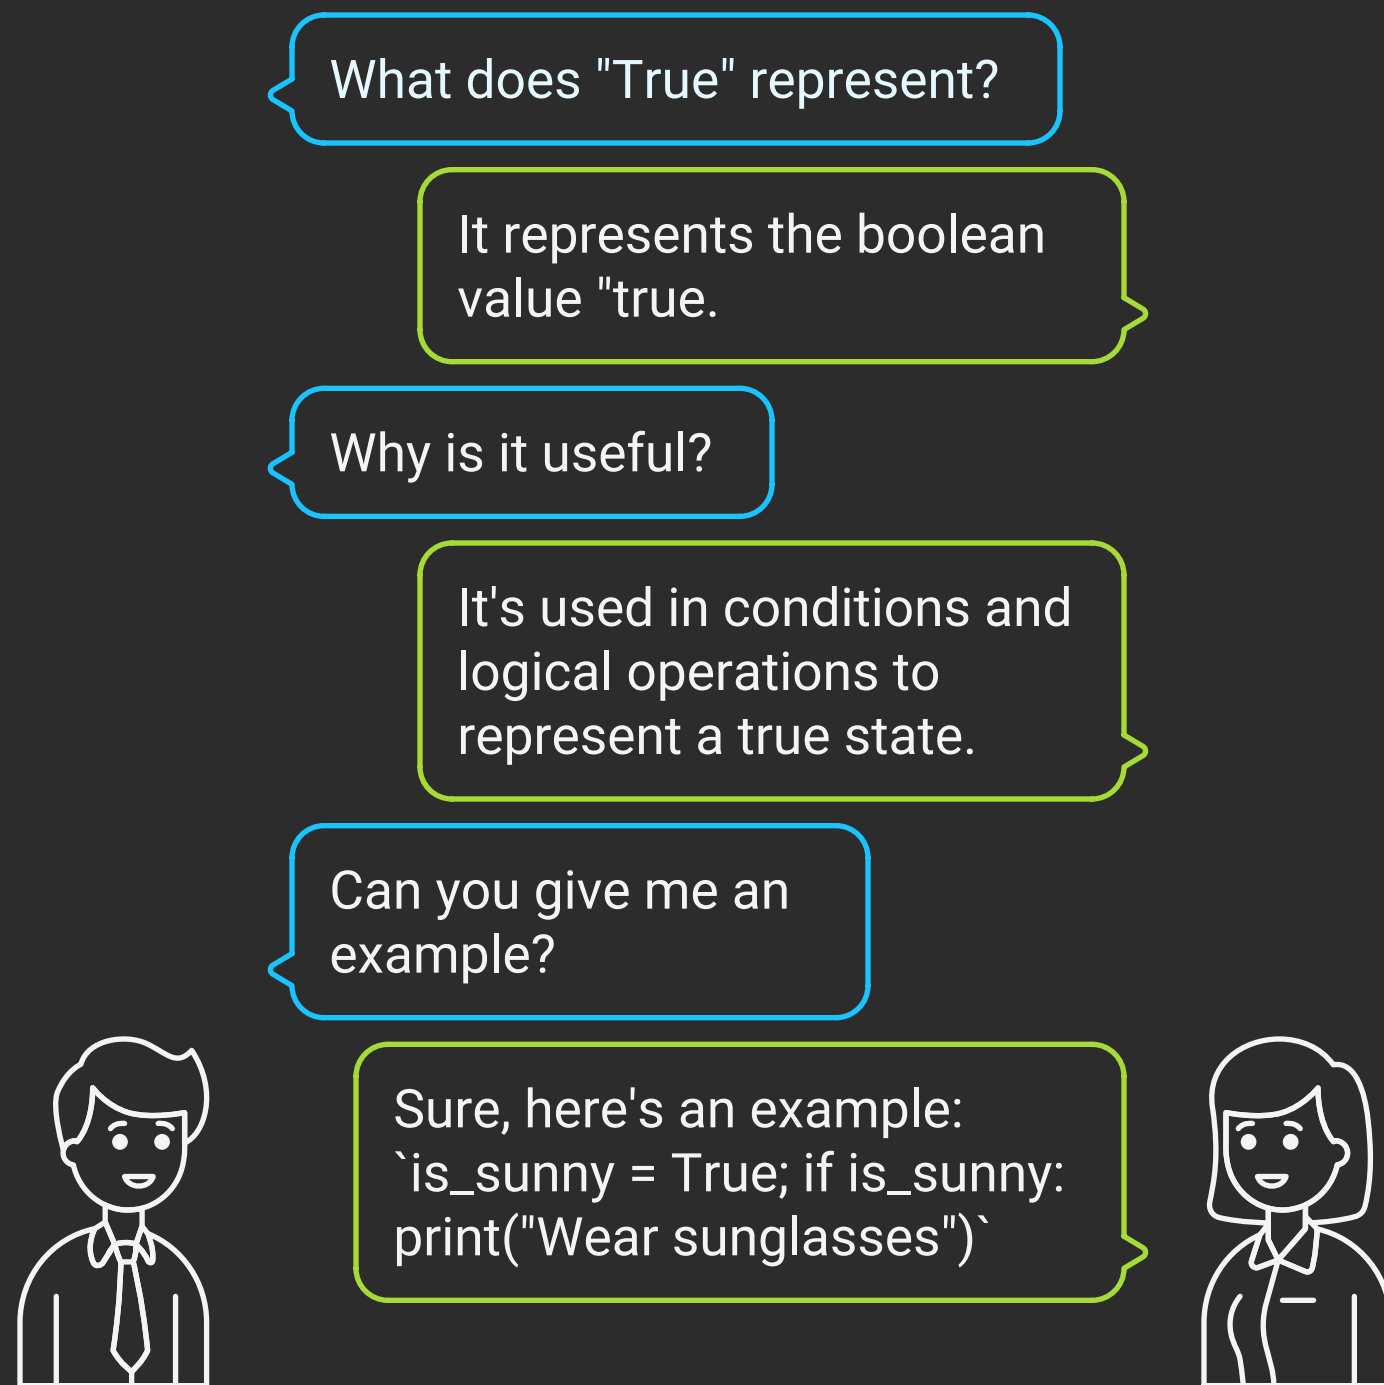 What does "True" represent?
It represents the boolean
value "true.
Why is it useful?
It's used in conditions and
logical operations to
represent a true state.
Can you give me an
example?
Sure, here's an example:
`is_sunny = True; if is_sunny:
print("Wear sunglasses")`